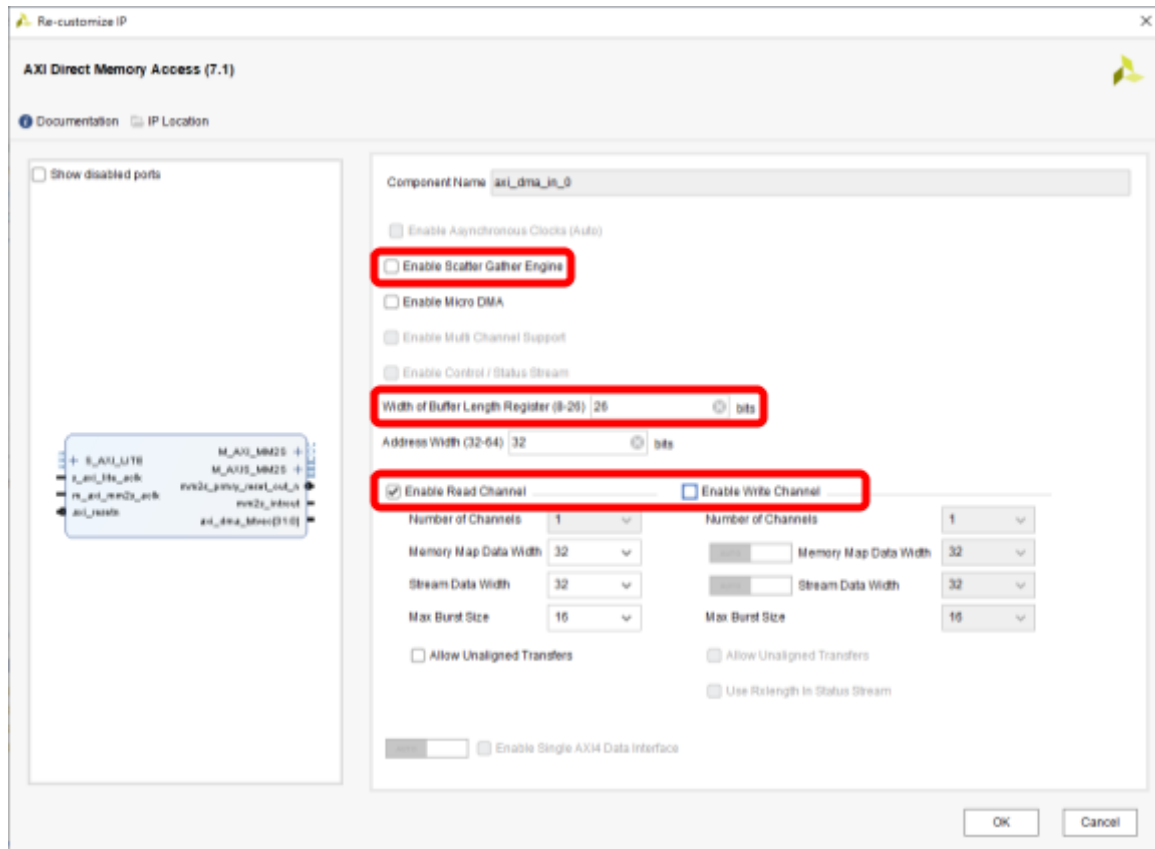 Re-customize IP
AXI Direct Memory Access (7.1)
Documentation IP Location
Show disabled ports
S_AXI_LITE
s_axi_lite_aclk
m_axi_mm2s_aclk
axi_resetn
M_AXI_MM2S
M_AXIS_MM2S
mm2s_prmry_reset_out_n
mm2s_introut
axi_dma_tstvec[31:0]
Component Name axi_dma_in_0
Enable Asynchronous Clocks (Auto)
Enable Scatter Gather Engine
Enable Micro DMA
Enable Multi Channel Support
Enable Control / Status Stream
Width of Buffer Length Register (8-26) 26 bits
Address Width (32-64) 32 bits
Enable Read Channel Enable Write Channel
Number of Channels 1 Number of Channels 1
Memory Map Data Width 32 Memory Map Data Width 32
Stream Data Width 32 Stream Data Width 32
Max Burst Size 16 Max Burst Size 16
Allow Unaligned Transfers Allow Unaligned Transfers
Use Rxlength In Status Stream
Enable Single AXI4 Data Interface
OK Cancel